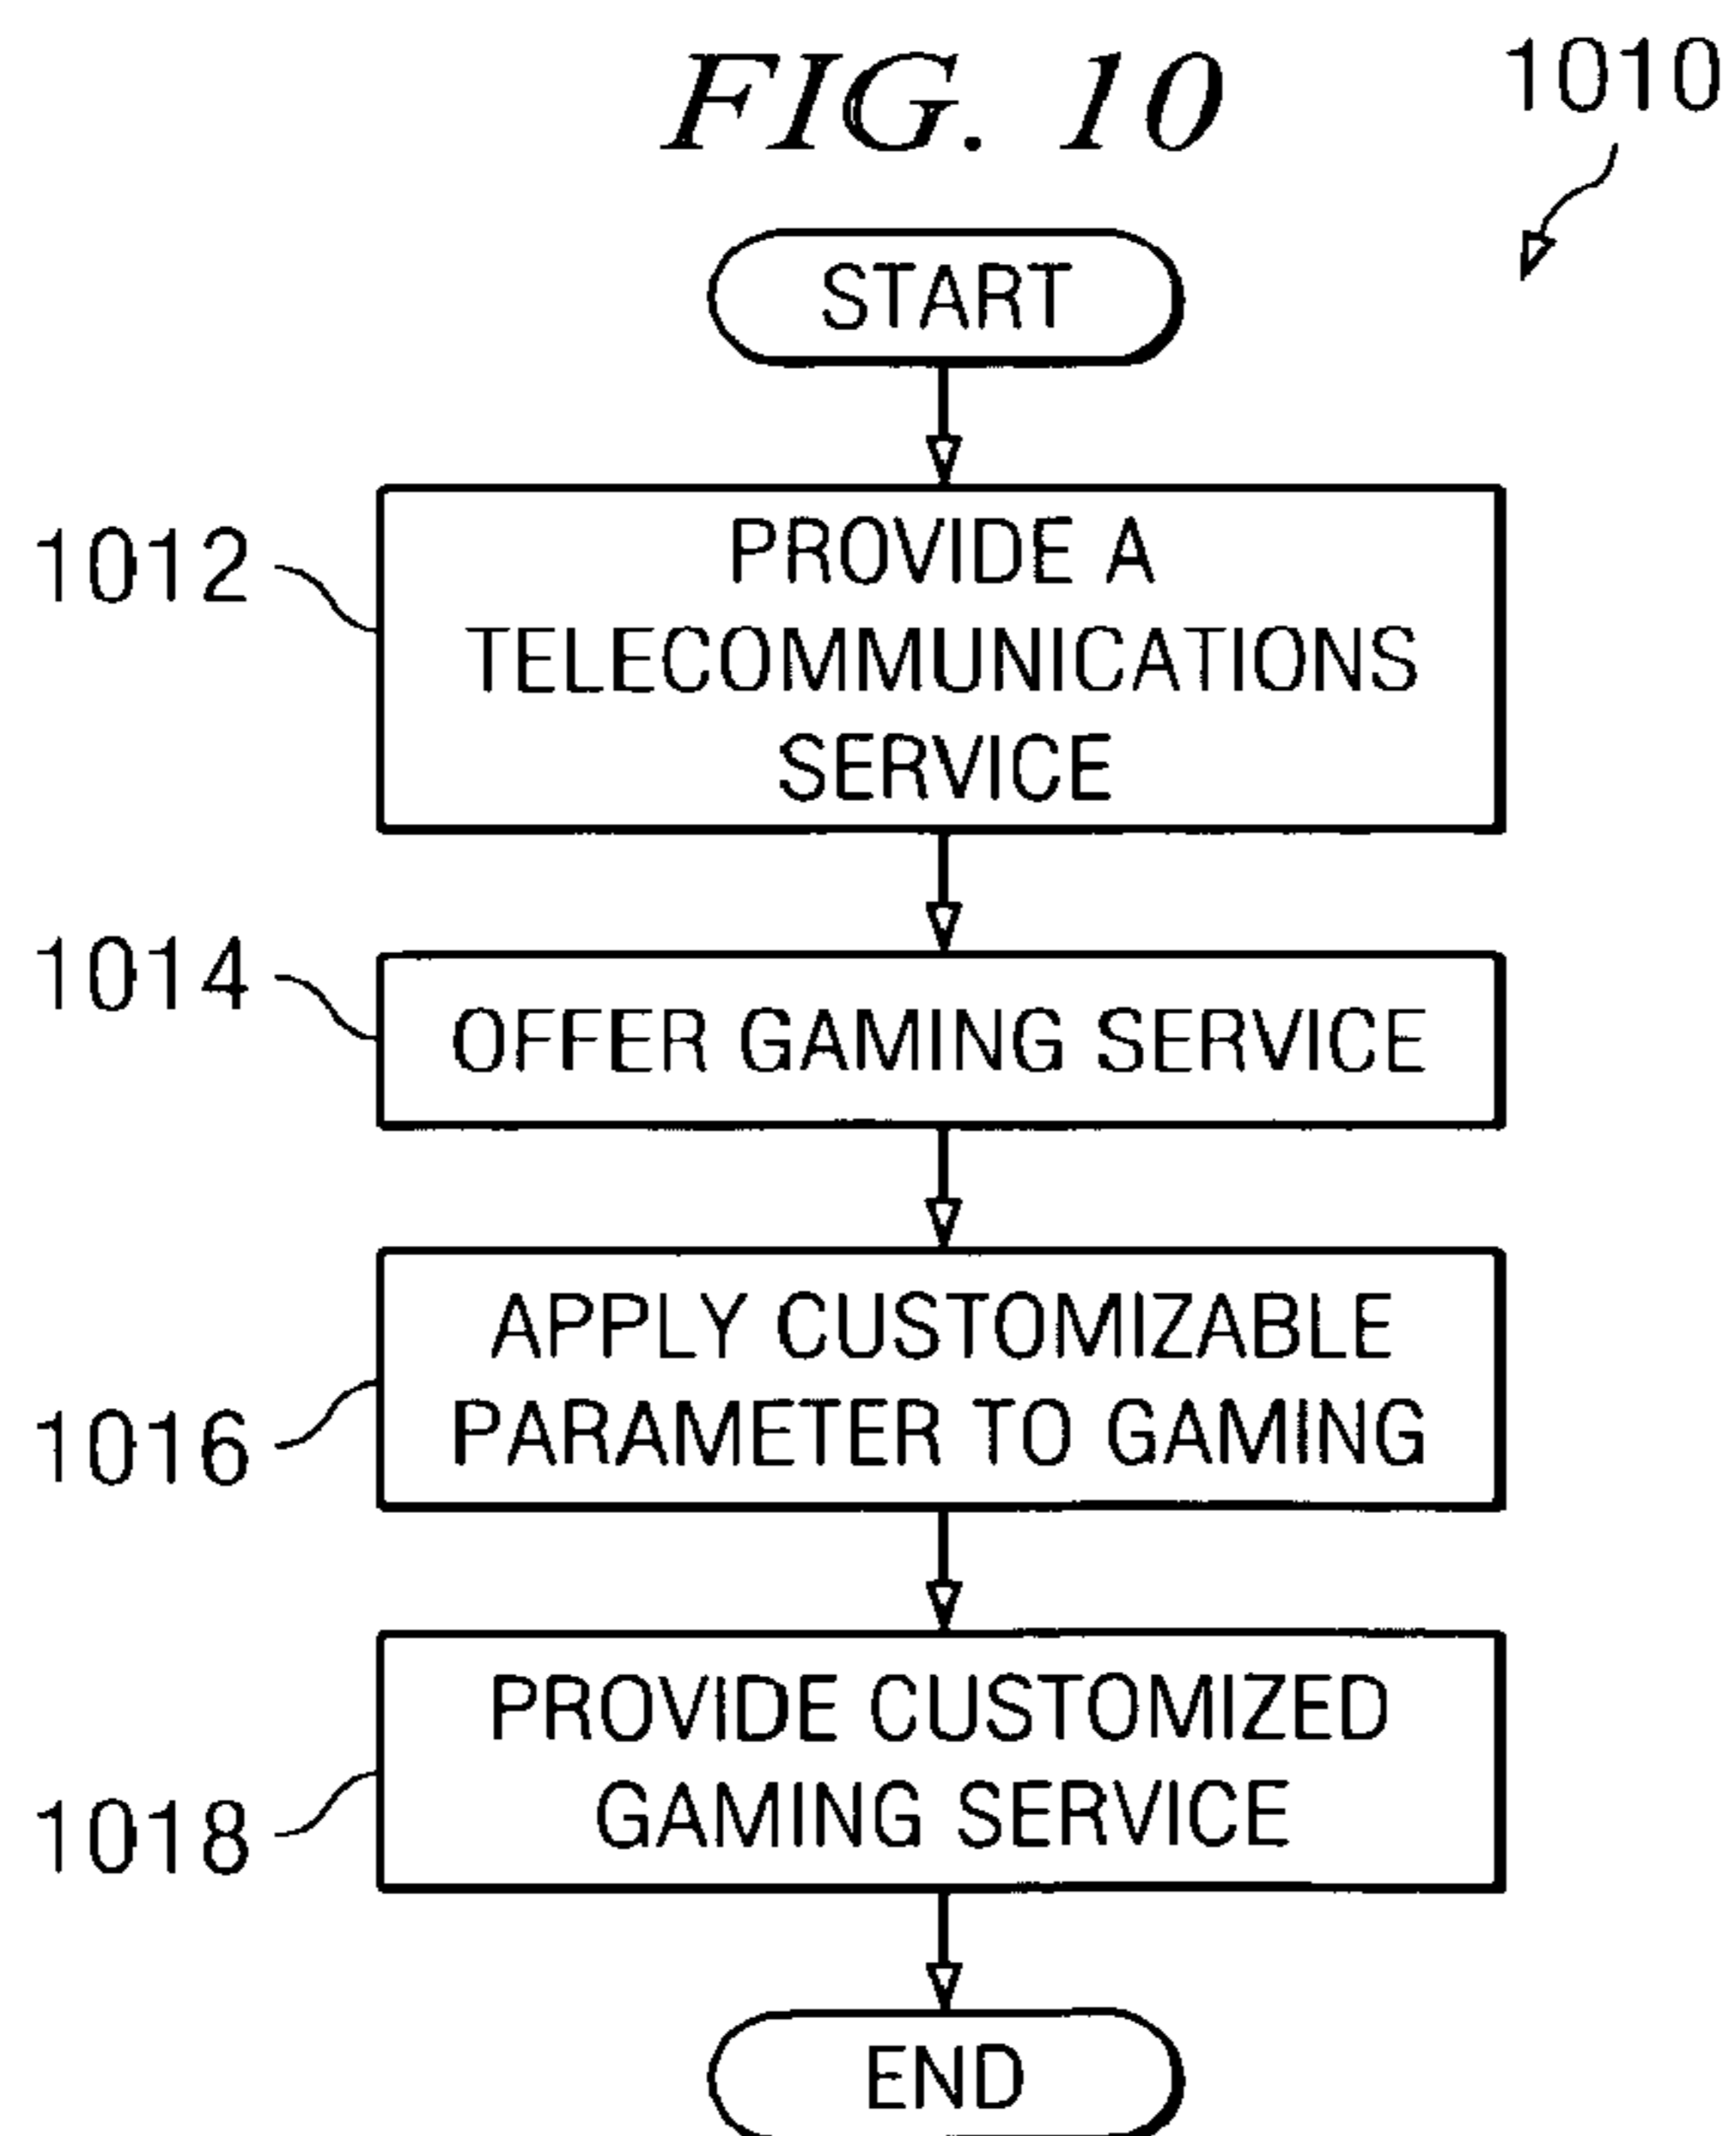 FIG. 10
1010
START
1012
PROVIDE A
TELECOMMUNICATIONS
SERVICE
1014
OFFER GAMING SERVICE
1016
APPLY CUSTOMIZABLE
PARAMETER TO GAMING
1018
PROVIDE CUSTOMIZED
GAMING SERVICE
END